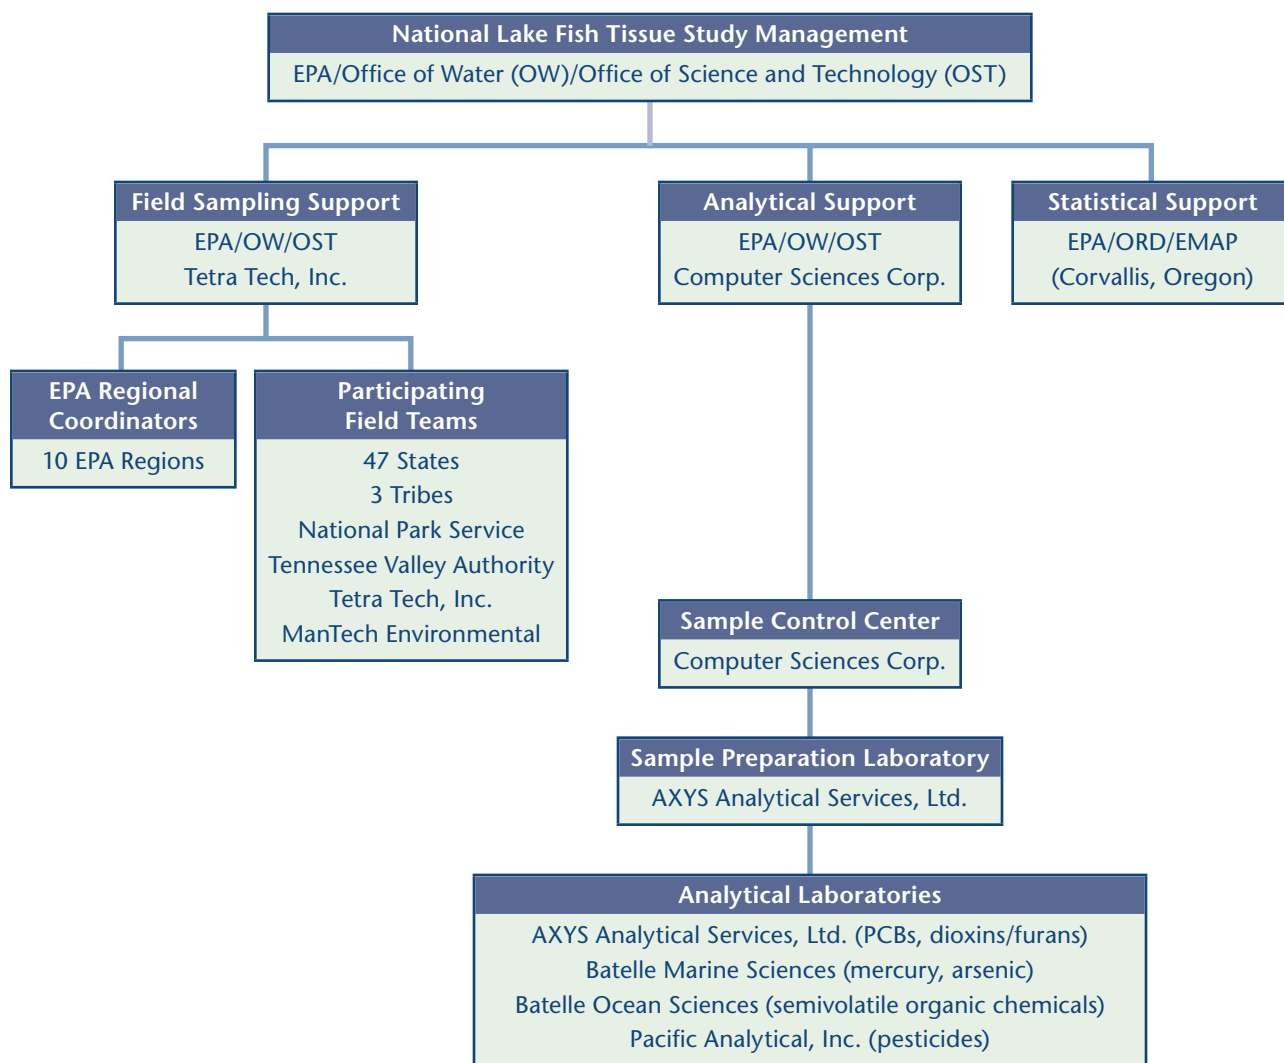 National Lake Fish Tissue Study Management
EPA/Office of Water (OW)/Office of Science and Technology (OST)
Field Sampling Support
EPA/OW/OST
Tetra Tech, Inc.
Analytical Support
EPA/OW/OST
Computer Sciences Corp.
Statistical Support
EPA/ORD/EMAP
(Corvallis, Oregon)
EPA Regional
Coordinators
10 EPA Regions
Participating
Field Teams
47 States
3 Tribes
National Park Service
Tennessee Valley Authority
Tetra Tech, Inc.
ManTech Environmental
Sample Control Center
Computer Sciences Corp.
Sample Preparation Laboratory
AXYS Analytical Services, Ltd.
Analytical Laboratories
AXYS Analytical Services, Ltd. (PCBs, dioxins/furans)
Batelle Marine Sciences (mercury, arsenic)
Batelle Ocean Sciences (semivolatile organic chemicals)
Pacific Analytical, Inc. (pesticides)